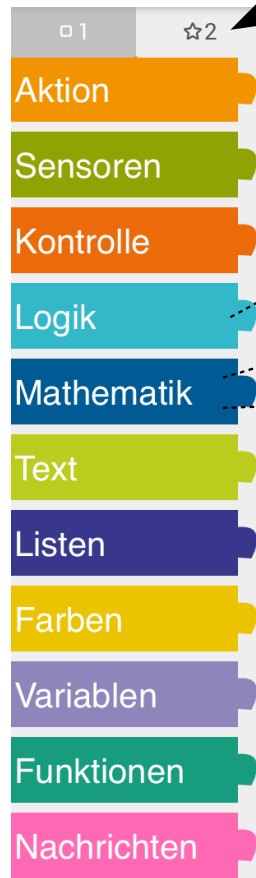 1 ☆2
Aktion
Sensoren
Kontrolle
Logik
Mathematik
Text
Listen
Farben
Variablen
Funktionen
Nachrichten